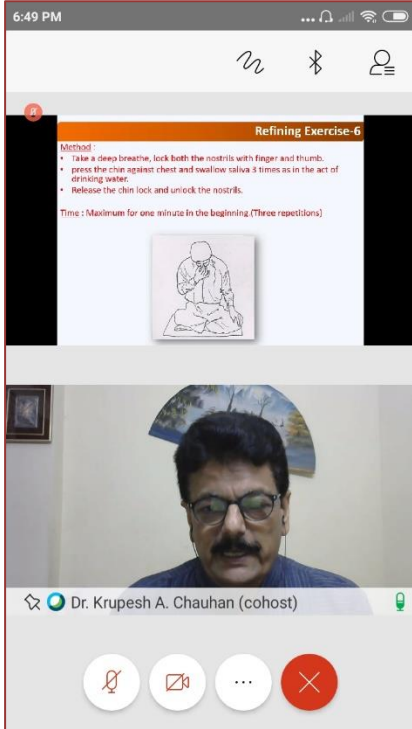 6:49 PM
Refining Exercise-6
Method :
• Take a deep breathe, lock both the nostrils with finger and thumb.
• press the chin against chest and swallow saliva 3 times as in the act of
drinking water.
• Release the chin lock and unlock the nostrils.
Time : Maximum for one minute in the beginning.(Three repetitions)
Dr. Krupesh A. Chauhan (cohost)